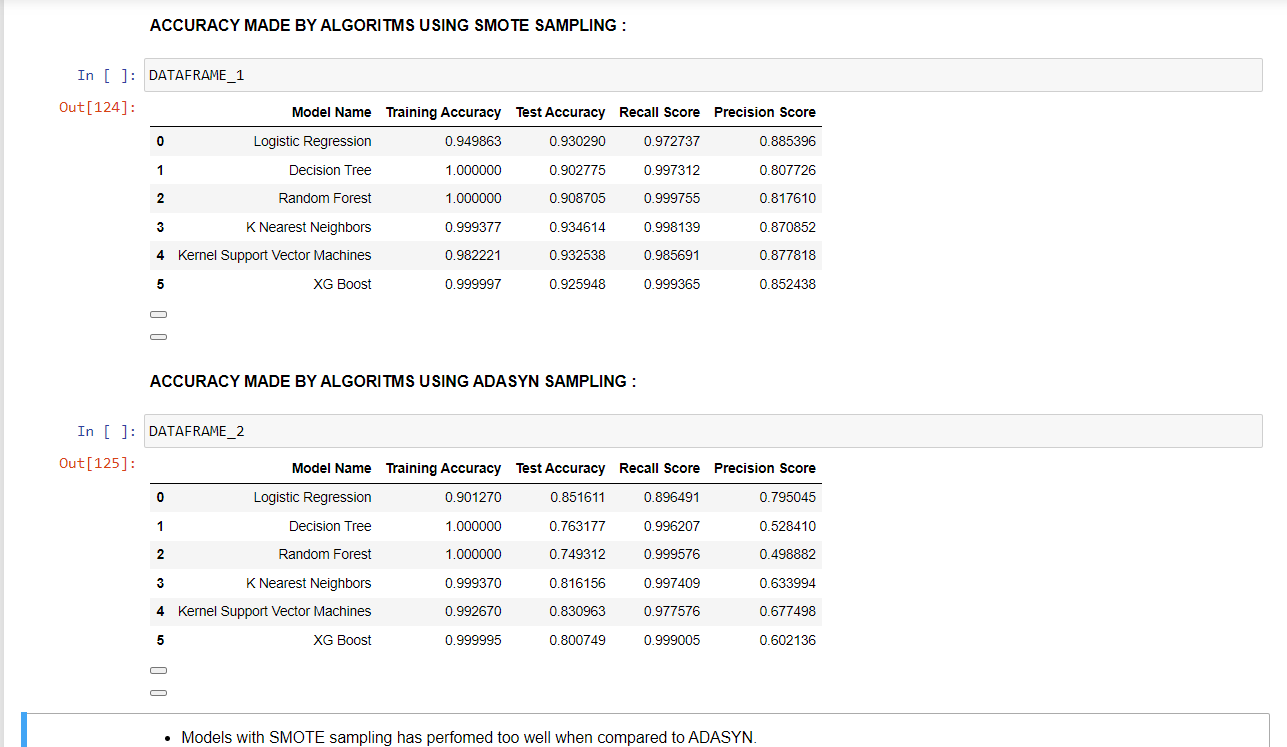 ACCURACY MADE BY ALGORITMS USING SMOTE SAMPLING :
In [ ]: DATAFRAME_1
Out[124]:
Model Name Training Accuracy Test Accuracy Recall Score Precision Score
0 Logistic Regression 0.949863 0.930290 0.972737 0.885396
1 Decision Tree 1.000000 0.902775 0.997312 0.807726
2 Random Forest 1.000000 0.908705 0.999755 0.817610
3 K Nearest Neighbors 0.999377 0.934614 0.998139 0.870852
4 Kernel Support Vector Machines 0.982221 0.932538 0.985691 0.877818
5 XG Boost 0.999997 0.925948 0.999365 0.852438
ACCURACY MADE BY ALGORITMS USING ADASYN SAMPLING :
In [ ]: DATAFRAME_2
Out[125]:
Model Name Training Accuracy Test Accuracy Recall Score Precision Score
0 Logistic Regression 0.901270 0.851611 0.896491 0.795045
1 Decision Tree 1.000000 0.763177 0.996207 0.528410
2 Random Forest 1.000000 0.749312 0.999576 0.498882
3 K Nearest Neighbors 0.999370 0.816156 0.997409 0.633994
4 Kernel Support Vector Machines 0.992670 0.830963 0.977576 0.677498
5 XG Boost 0.999995 0.800749 0.999005 0.602136
• Models with SMOTE sampling has perfomed too well when compared to ADASYN.